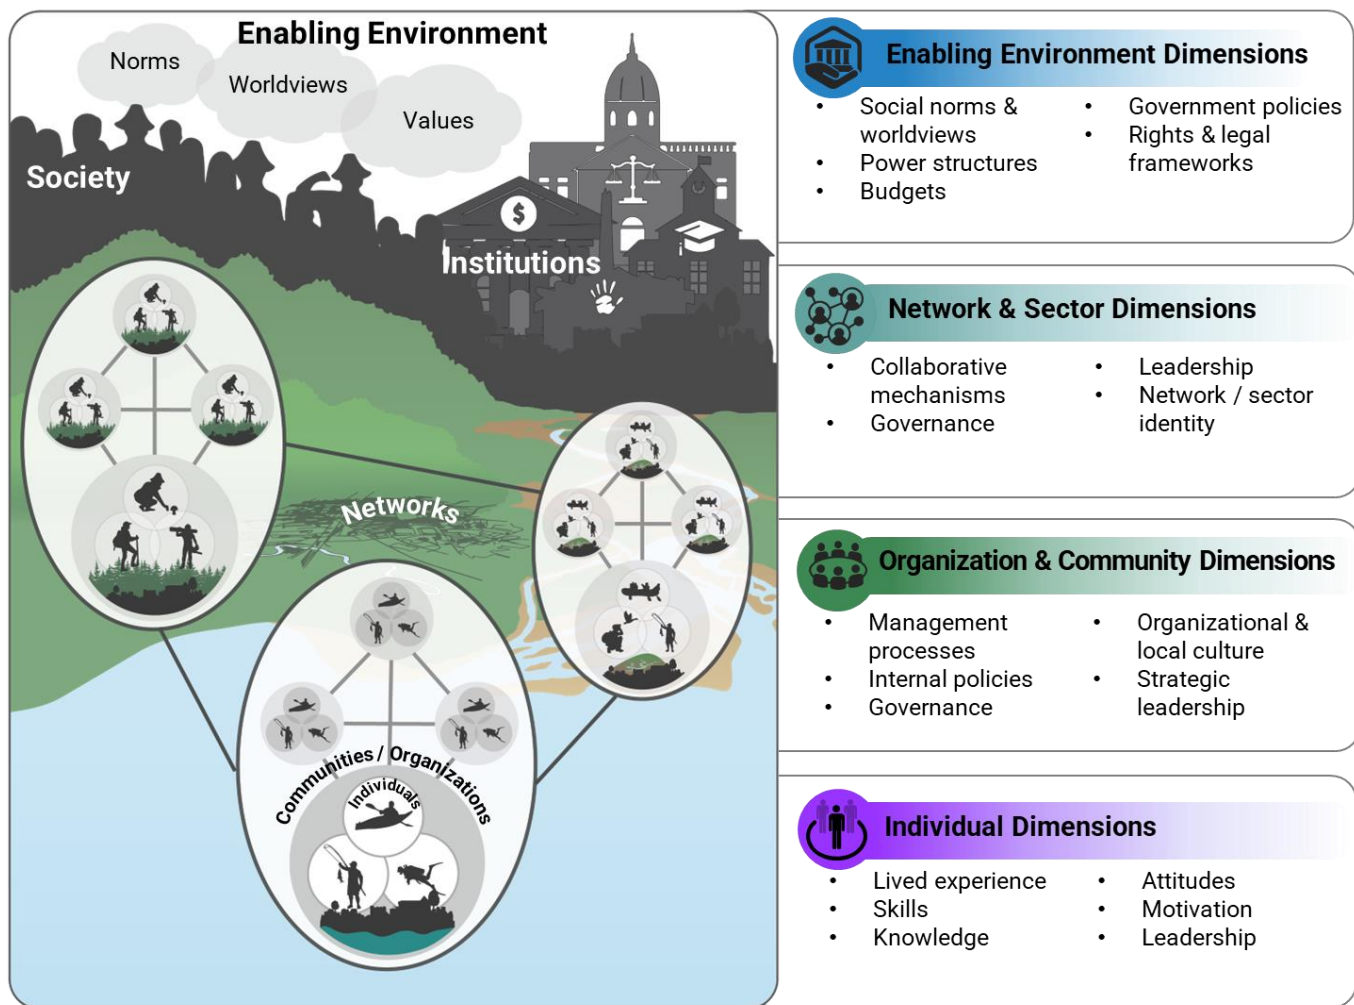 Enabling Environment
Norms
Worldviews
Values
Society
$
Institutions
Networks
Communities / Organizations
Individuals
Enabling Environment Dimensions
• Social norms &
worldviews
• Power structures
• Budgets
• Government policies
• Rights & legal
frameworks
Network & Sector Dimensions
• Collaborative
mechanisms
• Governance
• Leadership
• Network / sector
identity
Organization & Community Dimensions
• Management
processes
• Internal policies
• Governance
• Organizational &
local culture
• Strategic
leadership
Individual Dimensions
• Lived experience
• Skills
• Knowledge
• Attitudes
• Motivation
• Leadership